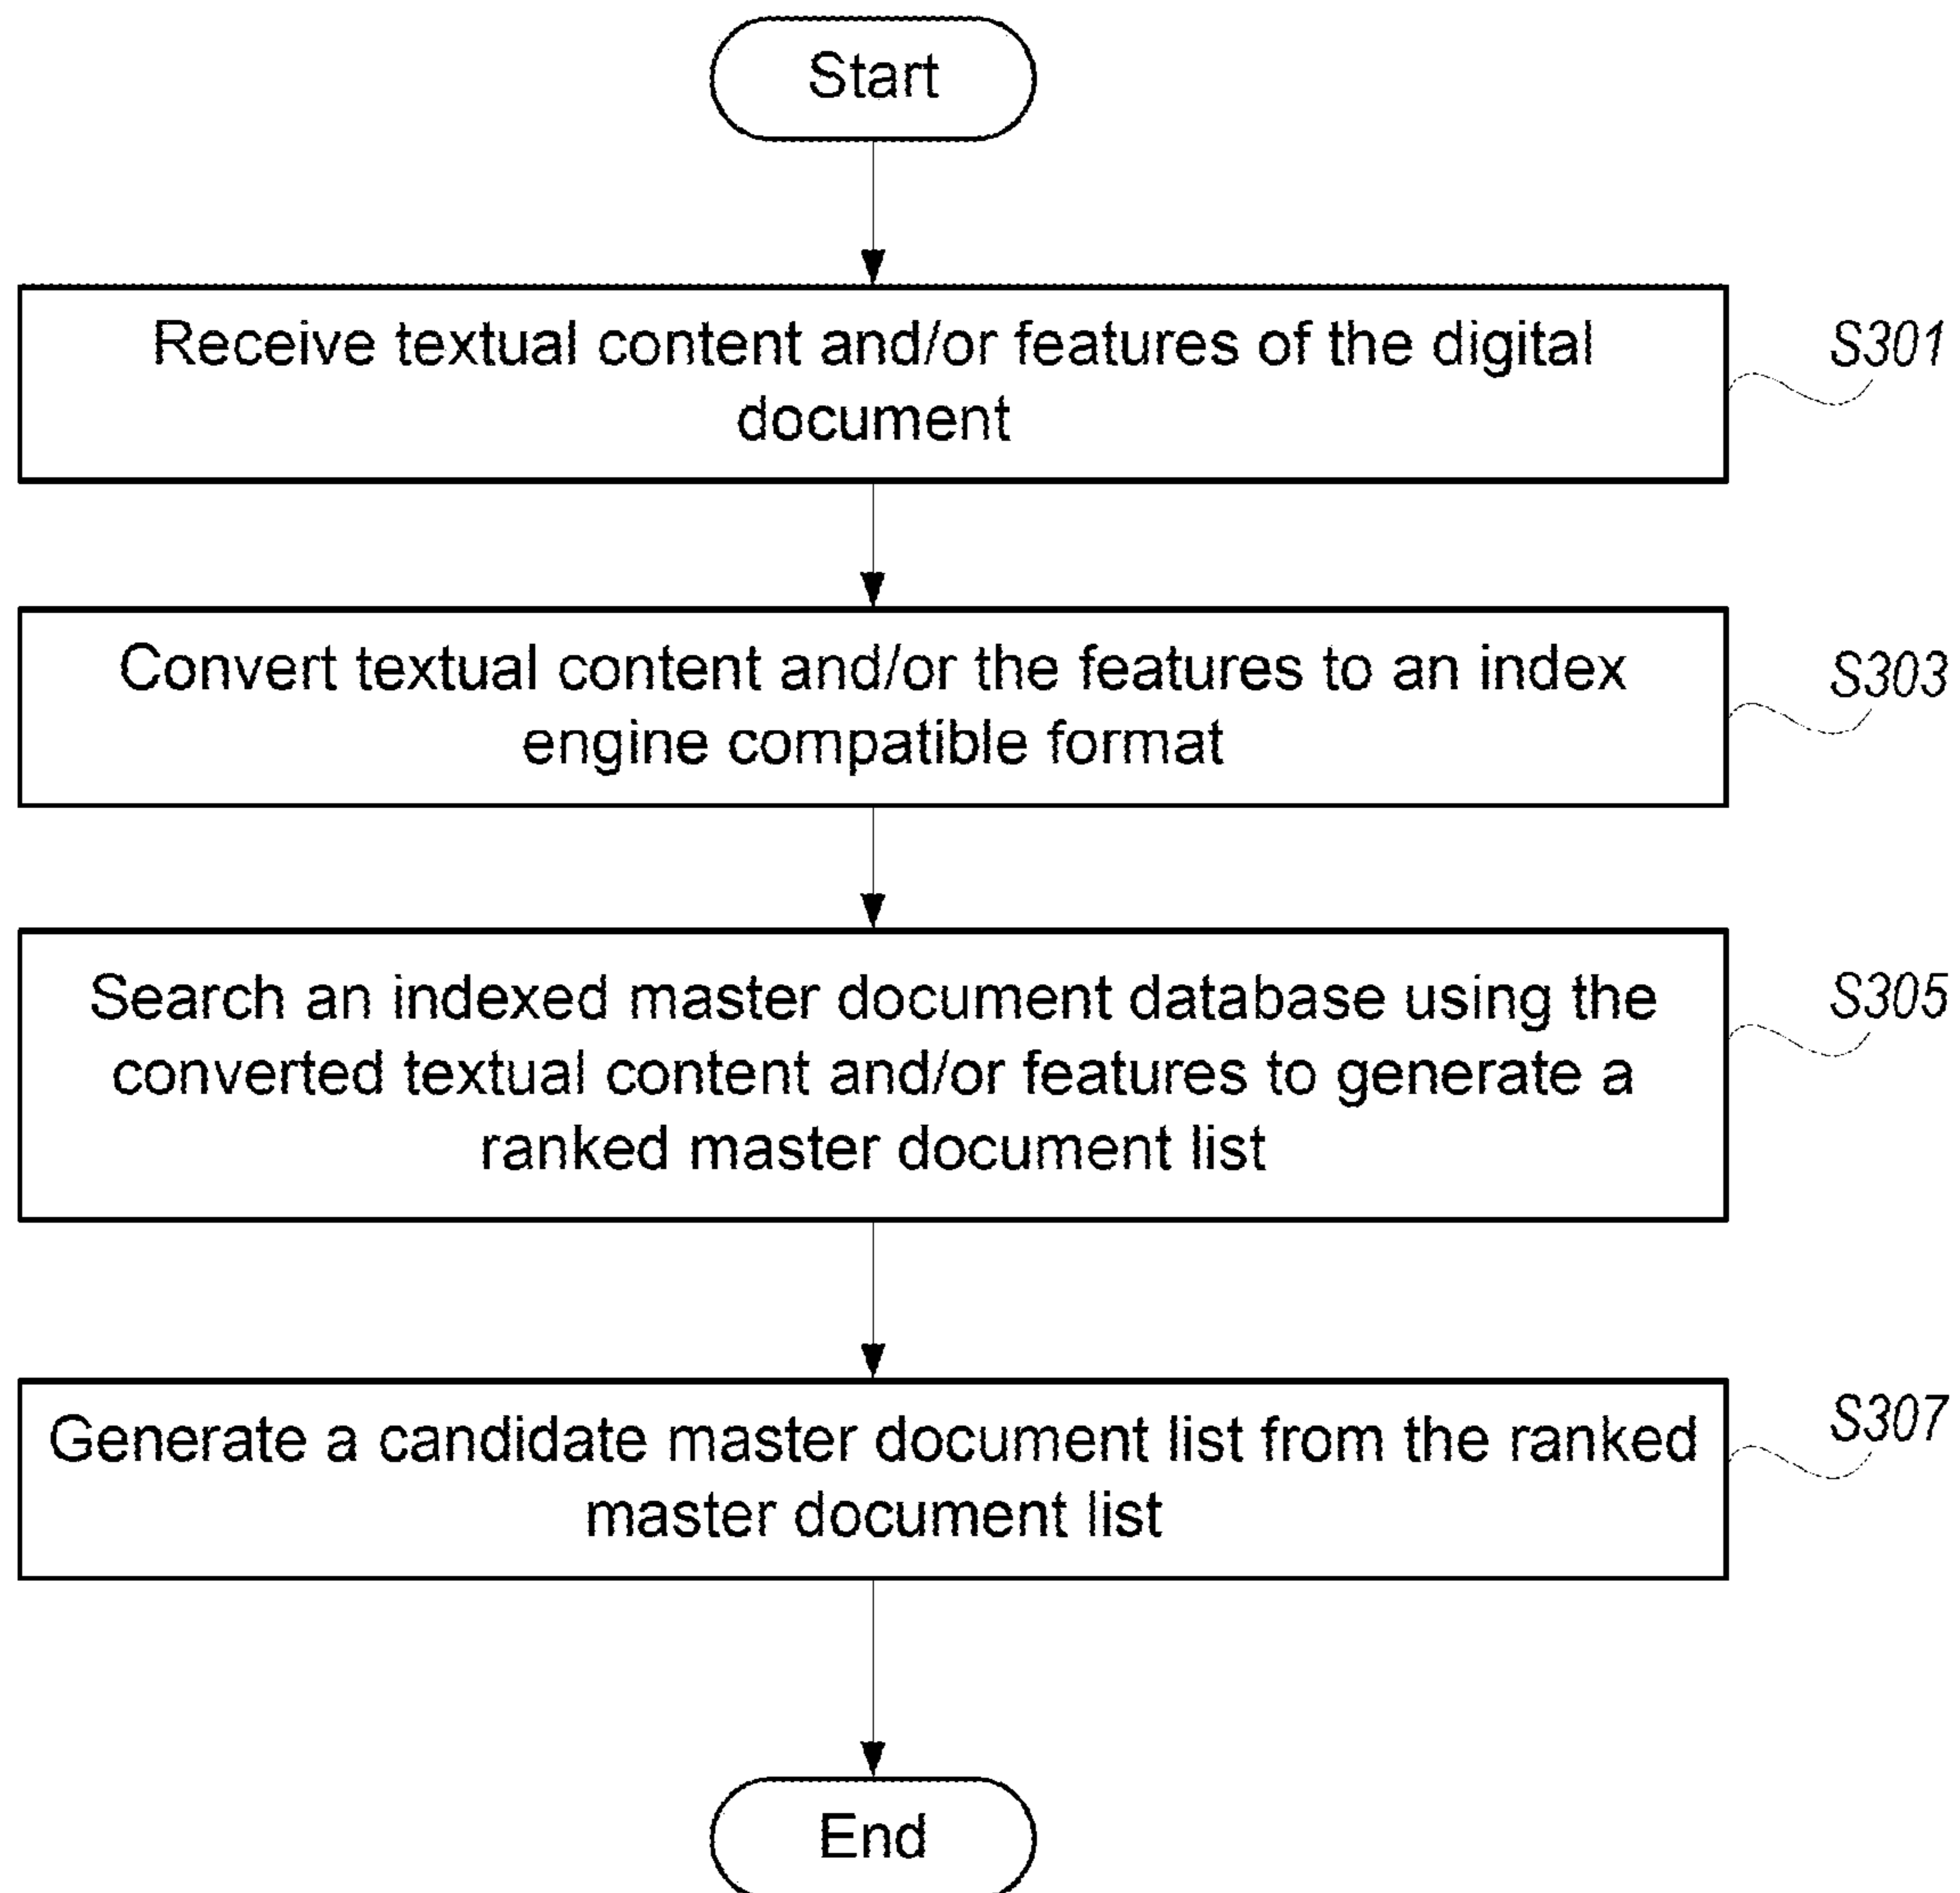 Start
Receive textual content and/or features of the digital
document
S301
Convert textual content and/or the features to an index
engine compatible format
S303
Search an indexed master document database using the
converted textual content and/or features to generate a
ranked master document list
S305
Generate a candidate master document list from the ranked
master document list
S307
End